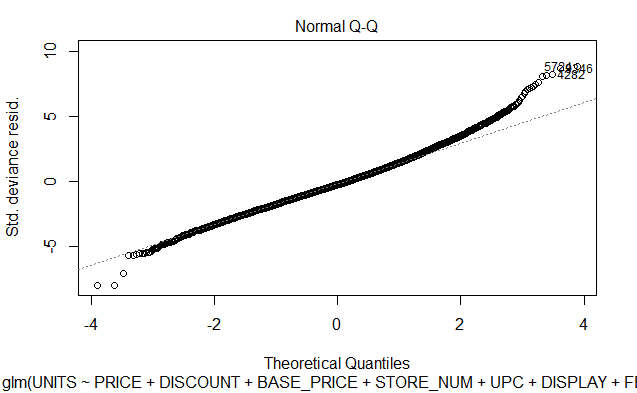 Normal Q-Q
10
5
0
-5
Std. deviance resid.
4282
-4
-2
0
2
4
Theoretical Quantiles
glm(UNITS ~ PRICE + DISCOUNT + BASE_PRICE + STORE_NUM + UPC + DISPLAY +